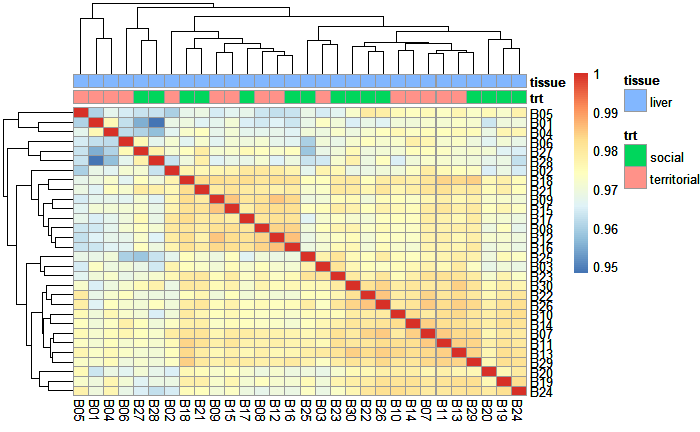 tissue
trt
B05
B01
B04
B06
B27
B28
B02
B18
B21
B09
B15
B17
B08
B12
B16
B25
B03
B23
B30
B22
B26
B10
B14
B07
B11
B13
B29
B20
B19
B24
B05 B01 B04 B06 B27 B28 B02 B18 B21 B09 B15 B17 B08 B12 B16 B25 B03 B23 B30 B22 B26 B10 B14 B07 B11 B13 B29 B20 B19 B24
1
0.99
0.98
0.97
0.96
0.95
tissue
liver
trt
social
territorial